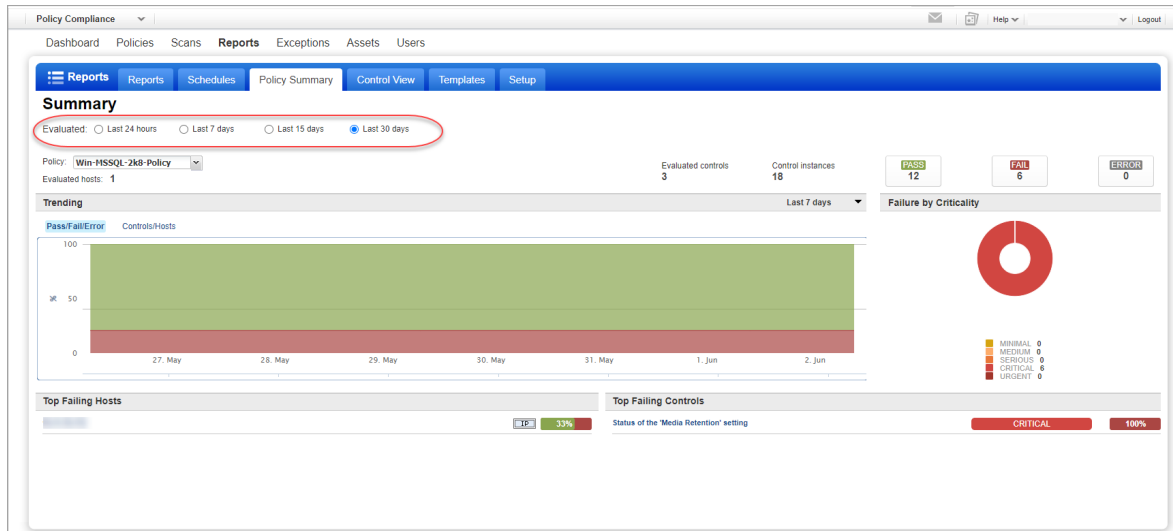 Policy Compliance Help Logout
Dashboard Policies Scans Reports Exceptions Assets Users
Reports Reports Schedules Policy Summary Control View Templates Setup
Summary
Evaluated: Last 24 hours Last 7 days Last 15 days Last 30 days
Policy: Win-MSSQL-2k8-Policy
Evaluated hosts: 1
Evaluated controls
3
Control instances
18
PASS
12
FAIL
6
ERROR
0
Trending Last 7 days
Pass/Fail/Error Controls/Hosts
100
50
0
%
27. May 28. May 29. May 30. May 31. May 1. Jun 2. Jun
Failure by Criticality
MINIMAL 0
MEDIUM 0
SERIOUS 0
CRITICAL 6
URGENT 0
Top Failing Hosts
IP 33%
Top Failing Controls
Status of the 'Media Retention' setting CRITICAL 100%